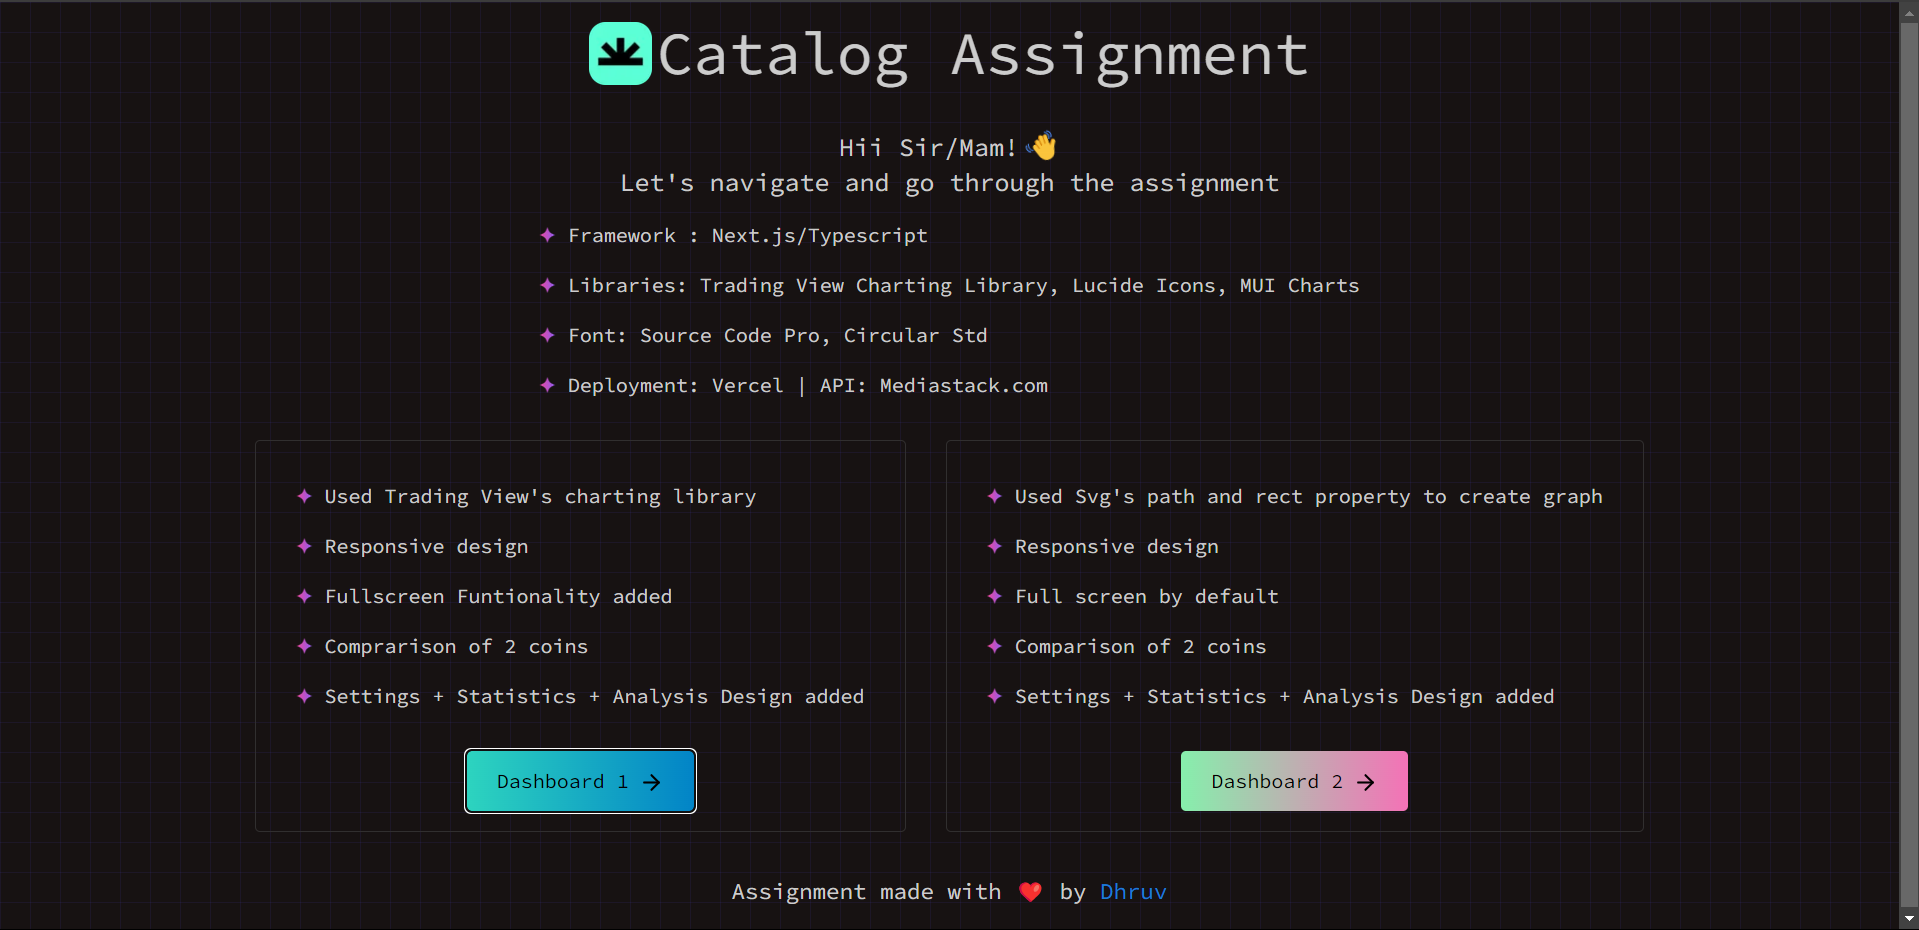 Catalog Assignment
Hii Sir/Mam!👋
Let's navigate and go through the assignment
✦ Framework : Next.js/Typescript
✦ Libraries: Trading View Charting Library, Lucide Icons, MUI Charts
✦ Font: Source Code Pro, Circular Std
✦ Deployment: Vercel | API: Mediastack.com
✦ Used Trading View's charting library
✦ Responsive design
✦ Fullscreen Funtionality added
✦ Comprarison of 2 coins
✦ Settings + Statistics + Analysis Design added
Dashboard 1 →
✦ Used Svg's path and rect property to create graph
✦ Responsive design
✦ Full screen by default
✦ Comparison of 2 coins
✦ Settings + Statistics + Analysis Design added
Dashboard 2 →
Assignment made with ❤️ by Dhruv